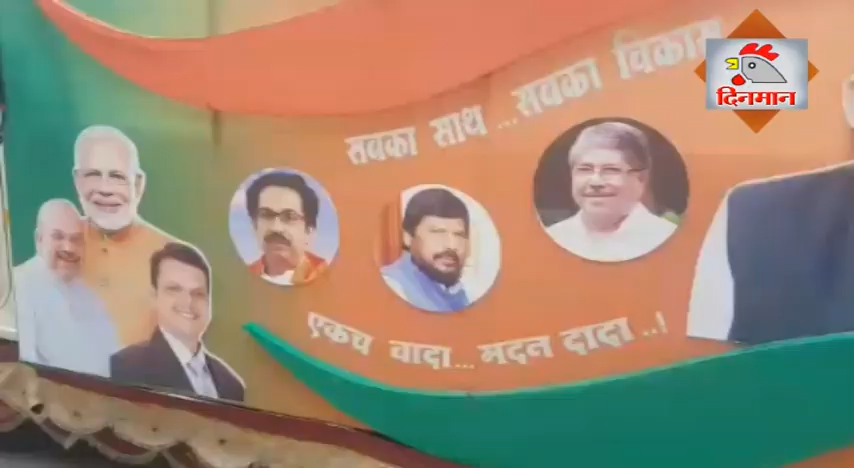 दिनमान
सबका साथ...सबका विकास
एकच वादा...मदन दादा..!